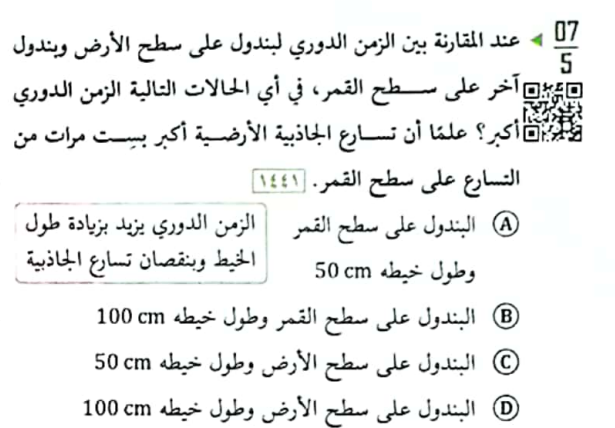 07
5
عند المقارنة بين الزمن الدوري لبندول على سطح الأرض وبندول
آخر على سطح القمر، في أي الحالات التالية الزمن الدوري
أكبر؟ علمًا أن تسارع الجاذبية الأرضية أكبر بست مرات من
التسارع على سطح القمر. ١٤٤١
A البندول على سطح القمر
وطول خيطه 50 cm
الزمن الدوري يزيد بزيادة طول
الخيط وبنقصان تسارع الجاذبية
B البندول على سطح القمر وطول خيطه 100 cm
C البندول على سطح الأرض وطول خيطه 50 cm
D البندول على سطح الأرض وطول خيطه 100 cm